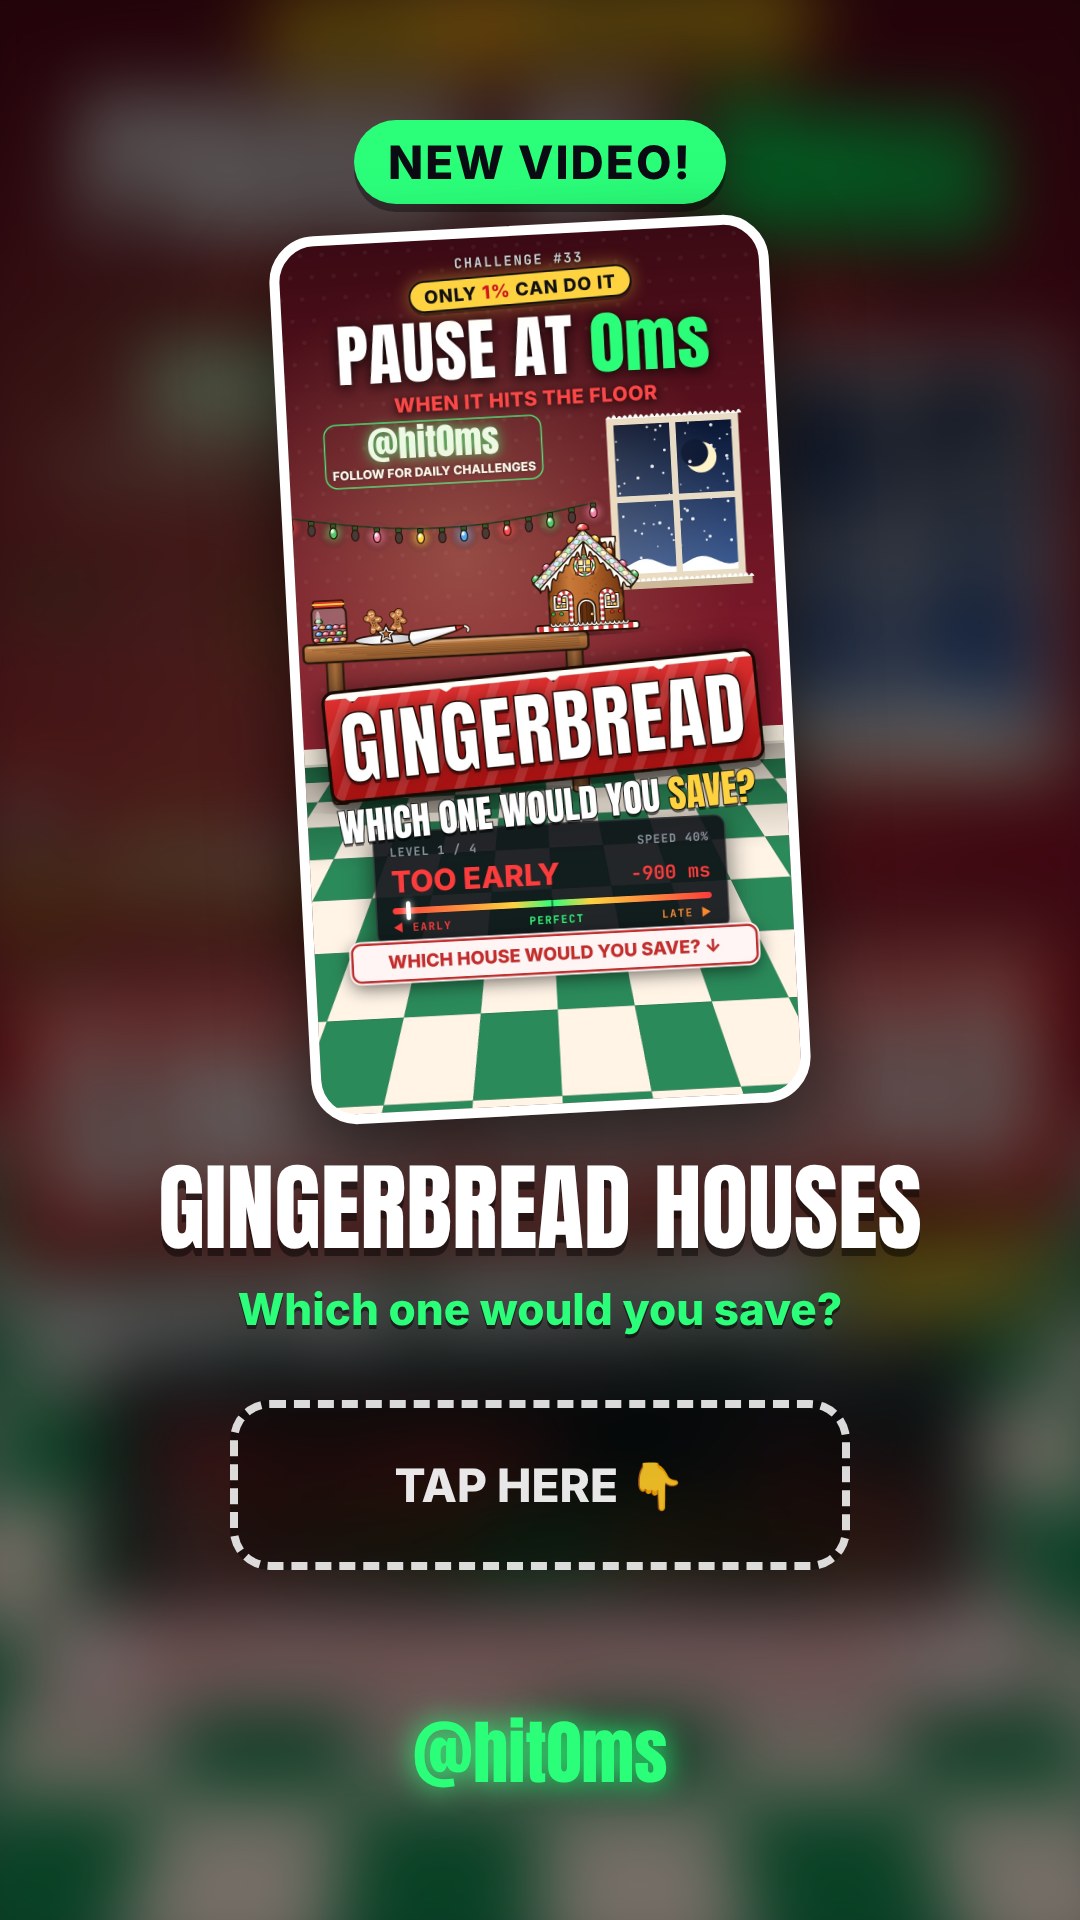 NEW VIDEO!
CHALLENGE #33
ONLY 1% CAN DO IT
PAUSE AT 0ms
WHEN IT HITS THE FLOOR
@hit0ms
FOLLOW FOR DAILY CHALLENGES
GINGERBREAD
WHICH ONE WOULD YOU SAVE?
LEVEL 1 / 4
SPEED 40%
TOO EARLY
-900 ms
◀ EARLY
PERFECT
LATE ▶
WHICH HOUSE WOULD YOU SAVE? ↓
GINGERBREAD HOUSES
Which one would you save?
TAP HERE 👇
@hit0ms